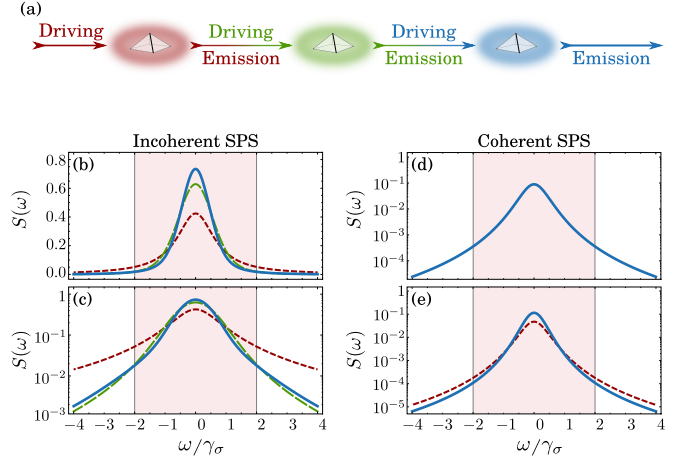 (a)
Driving Driving Driving
Emission Emission Emission
Incoherent SPS Coherent SPS
(b) (d)
0.8
0.6
0.4
0.2
0.0
S(ω)
1
10⁻¹
10⁻²
10⁻³
10⁻⁴
S(ω)
(c) (e)
1
10⁻¹
10⁻²
10⁻³
S(ω)
1
10⁻¹
10⁻²
10⁻³
10⁻⁴
10⁻⁵
S(ω)
−4 −3 −2 0 2 3 4 −4 −3 −2 0 2 3 4
ω/γσ ω/γσ